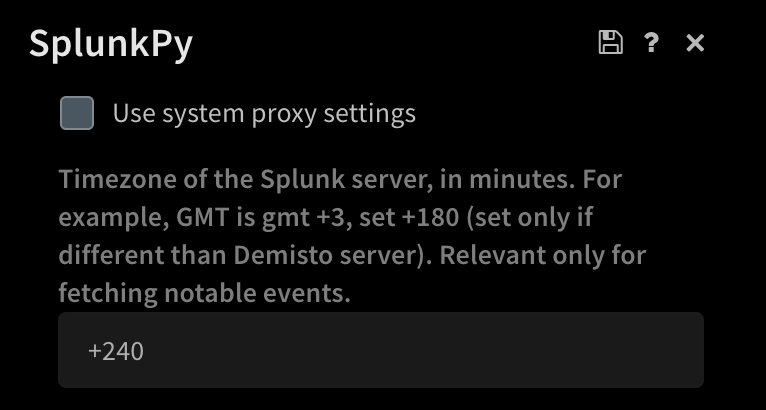 SplunkPy
?
Use system proxy settings
Timezone of the Splunk server, in minutes. For
example, GMT is gmt +3, set +180 (set only if
different than Demisto server). Relevant only for
fetching notable events.
+240